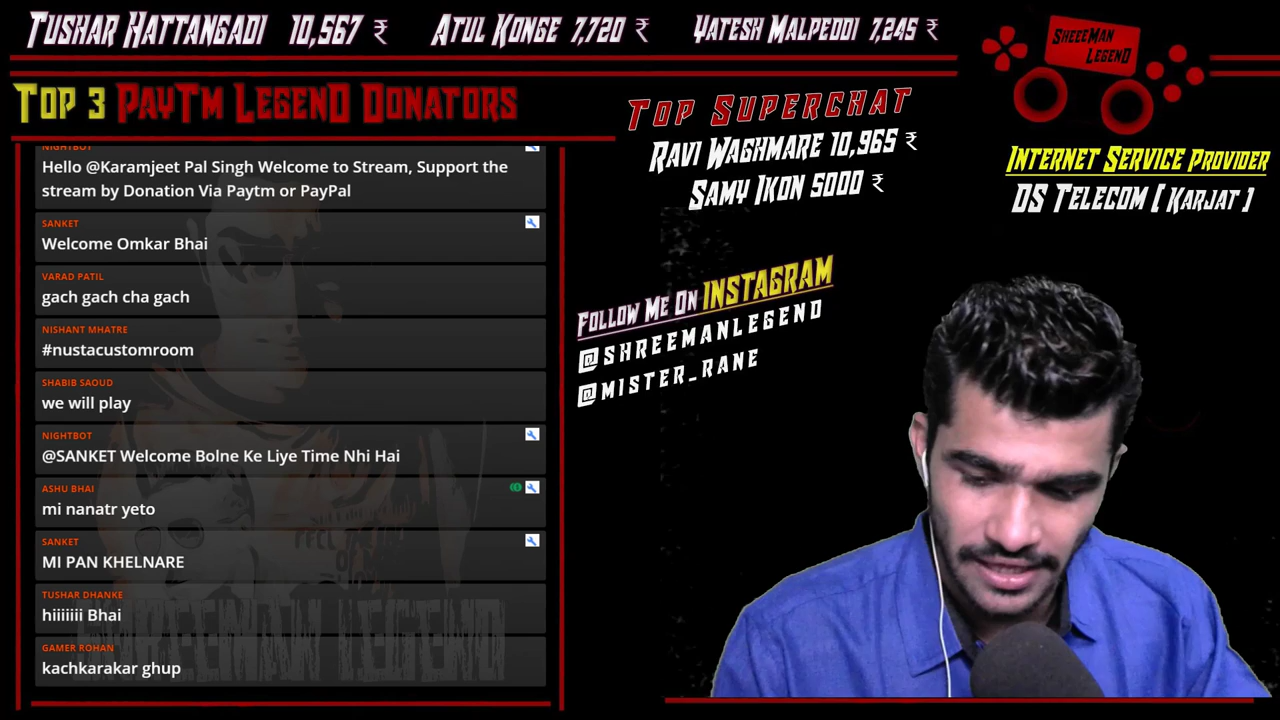 TUSHAR HATTANGADI 10,567 ₹ ATUL KONGE 7,720 ₹ YATESH MALPEDDI 7,245 ₹
SHREEMAN
LEGEND
TOP 3 PAYTM LEGEND DONATORS
TOP SUPERCHAT
RAVI WAGHMARE 10,965 ₹
SAMY IKON 5000 ₹
INTERNET SERVICE PROVIDER
DS TELECOM [ KARJAT ]
NIGHTBOT
Hello @Karamjeet Pal Singh Welcome to Stream, Support the
stream by Donation Via Paytm or PayPal
SANKET
Welcome Omkar Bhai
VARAD PATIL
gach gach cha gach
NISHANT MHATRE
#nustacustomroom
SHABIB SAOUD
we will play
NIGHTBOT
@SANKET Welcome Bolne Ke Liye Time Nhi Hai
ASHU BHAI
mi nanatr yeto
SANKET
MI PAN KHELNARE
TUSHAR DHANKE
hiiiiiii Bhai
GAMER ROHAN
kachkarakar ghup
SHREEMAN LEGEND
FOLLOW ME ON INSTAGRAM
@SHREEMANLEGEND
@MISTER_RANE